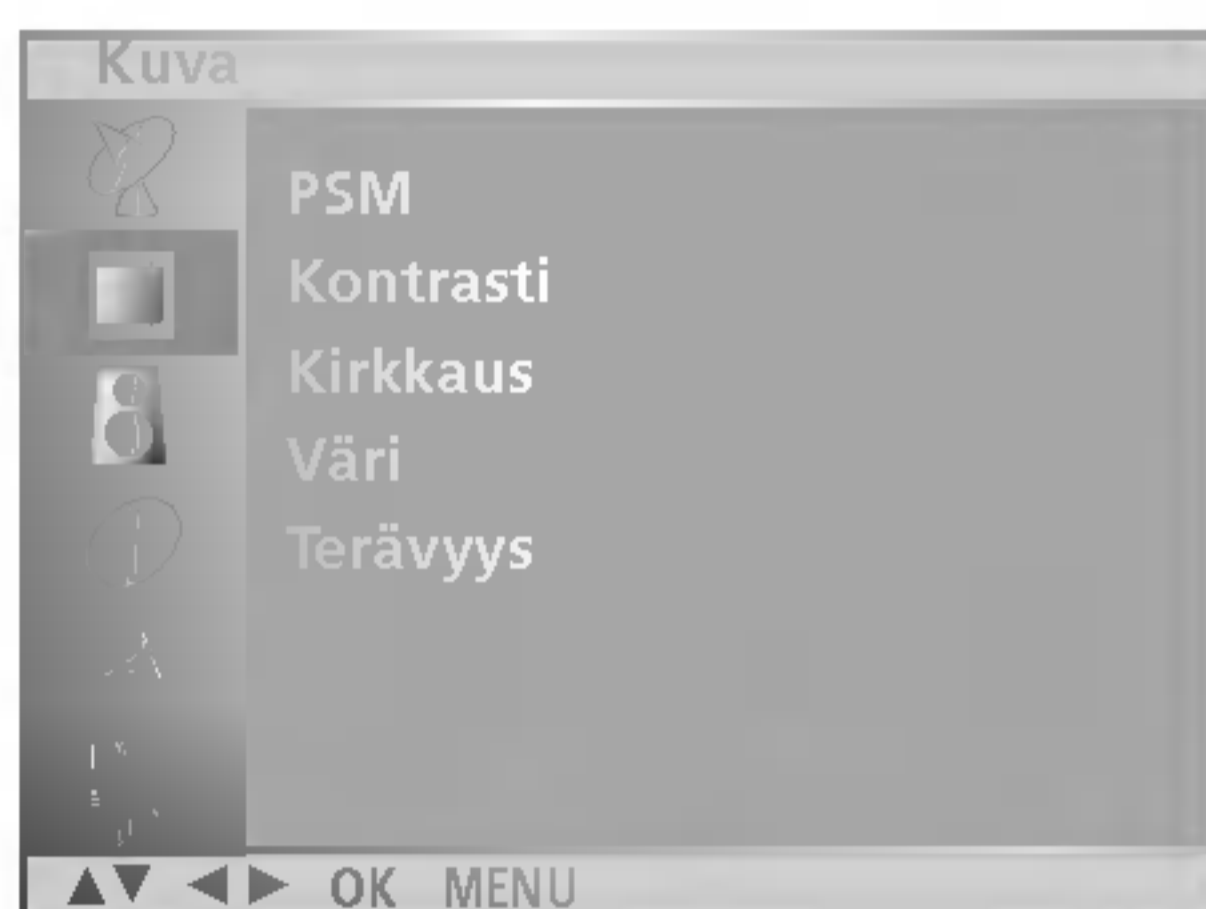 Kuva
PSM
Kontrasti
Kirkkaus
Väri
Terävyys
▲▼ ◀▶ OK MENU